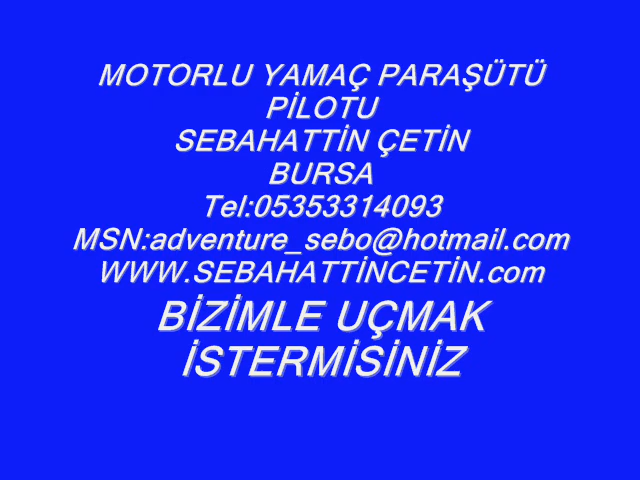 MOTORLU YAMAÇ PARAŞÜTÜ
PİLOTU
SEBAHATTİN ÇETİN
BURSA
Tel:05353314093
MSN:adventure_sebo@hotmail.com
WWW.SEBAHATTİNCETİN.com
BİZİMLE UÇMAK
İSTERMİSİNİZ